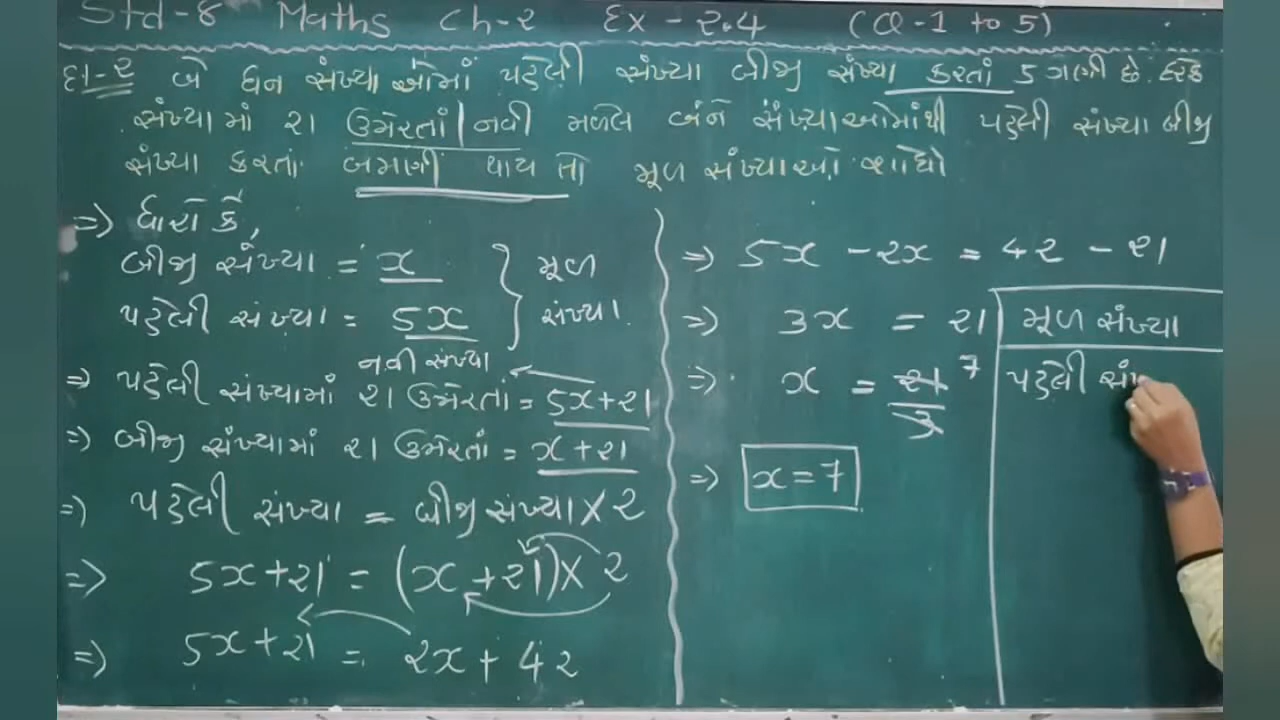 Std-8 Maths Ch-2 Ex - 2.4 (Q-1 to 5)
દા-૨ બે ધન સંખ્યાઓમાં પહેલી સંખ્યા બીજી સંખ્યા કરતાં 5 ગણી છે. દરેક
સંખ્યામાં ૨૧ ઉમેરતાં નવી મળેલ બંને સંખ્યાઓમાંથી પહેલી સંખ્યા બીજી
સંખ્યા કરતા બમણી થાય તો મૂળ સંખ્યાઓ શોધો
=> ધારો કે,
બીજી સંખ્યા = x
પહેલી સંખ્યા = 5x
મૂળ
સંખ્યા.
નવી સંખ્યા
=> પહેલી સંખ્યામાં ૨૧ ઉમેરતાં = 5x+૨૧
=> બીજી સંખ્યામાં ૨૧ ઉમેરતાં = x+૨૧
=> પહેલી સંખ્યા = બીજી સંખ્યા X 2
=> 5x+૨૧ = (x+૨૧)X ૨
=> 5x+૨૧ = ૨x + 4૨
=> 5x - ૨x = 4૨ - ૨૧
=> 3x = ૨૧
=> x = ૨૧ 7
3
=> x = 7
મૂળ સંખ્યા
પહેલી સં